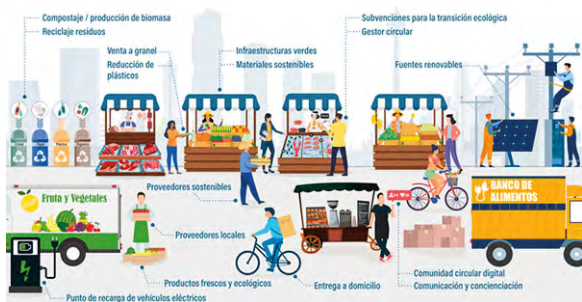 Compostaje / producción de biomasa
Reciclaje residuos
Venta a granel
Reducción de
plásticos
Infraestructuras verdes
Materiales sostenibles
Subvenciones para la transición ecológica
Gestor circular
Fuentes renovables
Proveedores sostenibles
Fruta y Vegetales
BANCO DE
ALIMENTOS
Proveedores locales
Productos frescos y ecológicos
Entrega a domicilio
Comunidad circular digital
Comunicación y concienciación
Punto de recarga de vehículos eléctricos